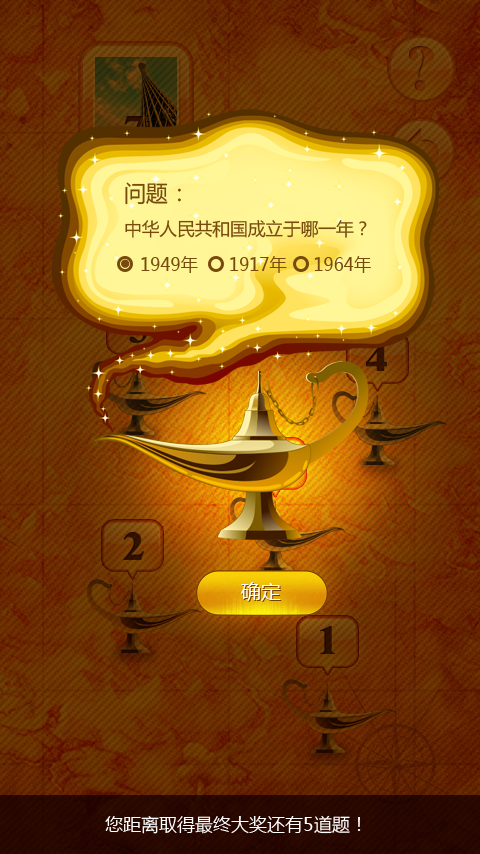 ?
问题：
中华人民共和国成立于哪一年？
1949年 1917年 1964年
4
2
确定
1
您距离取得最终大奖还有5道题！